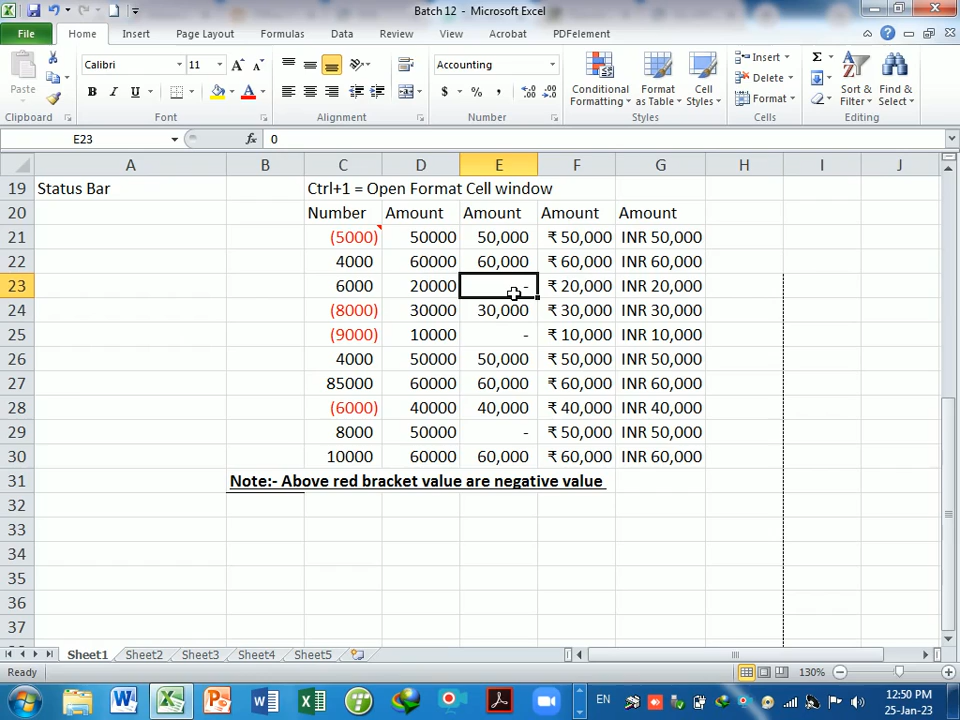 Batch 12 - Microsoft Excel
File Home Insert Page Layout Formulas Data Review View Acrobat PDFelement
Paste
Calibri 11
B I U A
Accounting
$ % ,
Conditional Formatting
Format as Table
Cell Styles
Insert
Delete
Format
Sort & Filter
Find & Select
Clipboard Font Alignment Number Styles Cells Editing
E23 fx 0
A B C D E F G H I J
19 Status Bar Ctrl+1 = Open Format Cell window
20 Number Amount Amount Amount Amount
21 (5000) 50000 50,000 ₹ 50,000 INR 50,000
22 4000 60000 60,000 ₹ 60,000 INR 60,000
23 6000 20000 - ₹ 20,000 INR 20,000
24 (8000) 30000 30,000 ₹ 30,000 INR 30,000
25 (9000) 10000 - ₹ 10,000 INR 10,000
26 4000 50000 50,000 ₹ 50,000 INR 50,000
27 85000 60000 60,000 ₹ 60,000 INR 60,000
28 (6000) 40000 40,000 ₹ 40,000 INR 40,000
29 8000 50000 - ₹ 50,000 INR 50,000
30 10000 60000 60,000 ₹ 60,000 INR 60,000
31 Note:- Above red bracket value are negative value
32
33
34
35
36
37
Sheet1 Sheet2 Sheet3 Sheet4 Sheet5
Ready 130%
EN 12:50 PM
25-Jan-23